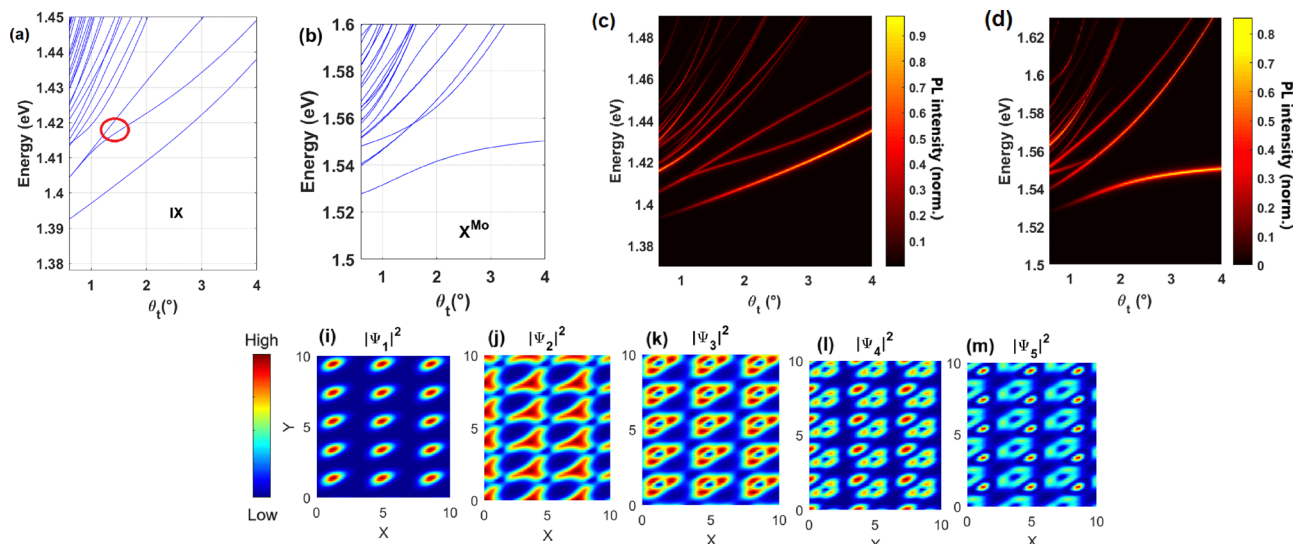 (a)
1.45
1.44
1.43
1.42
1.41
1.4
1.39
1.38
Energy (eV)
IX
1 2 3 4
θt(°)
(b)
1.6
1.58
1.56
1.54
1.52
1.5
Energy (eV)
X^Mo
1 2 3 4
θt(°)
(c)
1.48
1.46
1.44
1.42
1.4
1.38
Energy (eV)
1 2 3 4
θt(°)
0.9
0.8
0.7
0.6
0.5
0.4
0.3
0.2
0.1
PL intensity (norm.)
(d)
1.62
1.6
1.58
1.56
1.54
1.52
1.5
Energy (eV)
1 2 3 4
θt(°)
0.8
0.7
0.6
0.5
0.4
0.3
0.2
0.1
0
PL intensity (norm.)
High
Low
(i) |Ψ1|²
10
5
0
Y
0 5 10
X
(j) |Ψ2|²
10
5
0
0 5 10
X
(k) |Ψ3|²
10
5
0
0 5 10
X
(l) |Ψ4|²
10
5
0
0 5 10
X
(m) |Ψ5|²
10
5
0
0 5 10
X